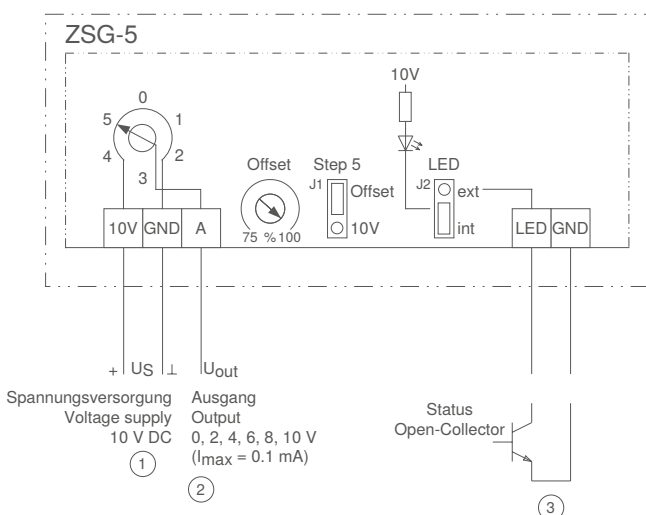 ZSG-5
10V
0
5
1
4
2
3
Offset
Step 5
LED
J1
Offset
J2
ext
10V
int
75 % 100
10V
GND
A
LED
GND
+ US ⊥
Uout
Spannungsversorgung
Voltage supply
10 V DC
1
Ausgang
Output
0, 2, 4, 6, 8, 10 V
(Imax = 0.1 mA)
2
Status
Open-Collector
3